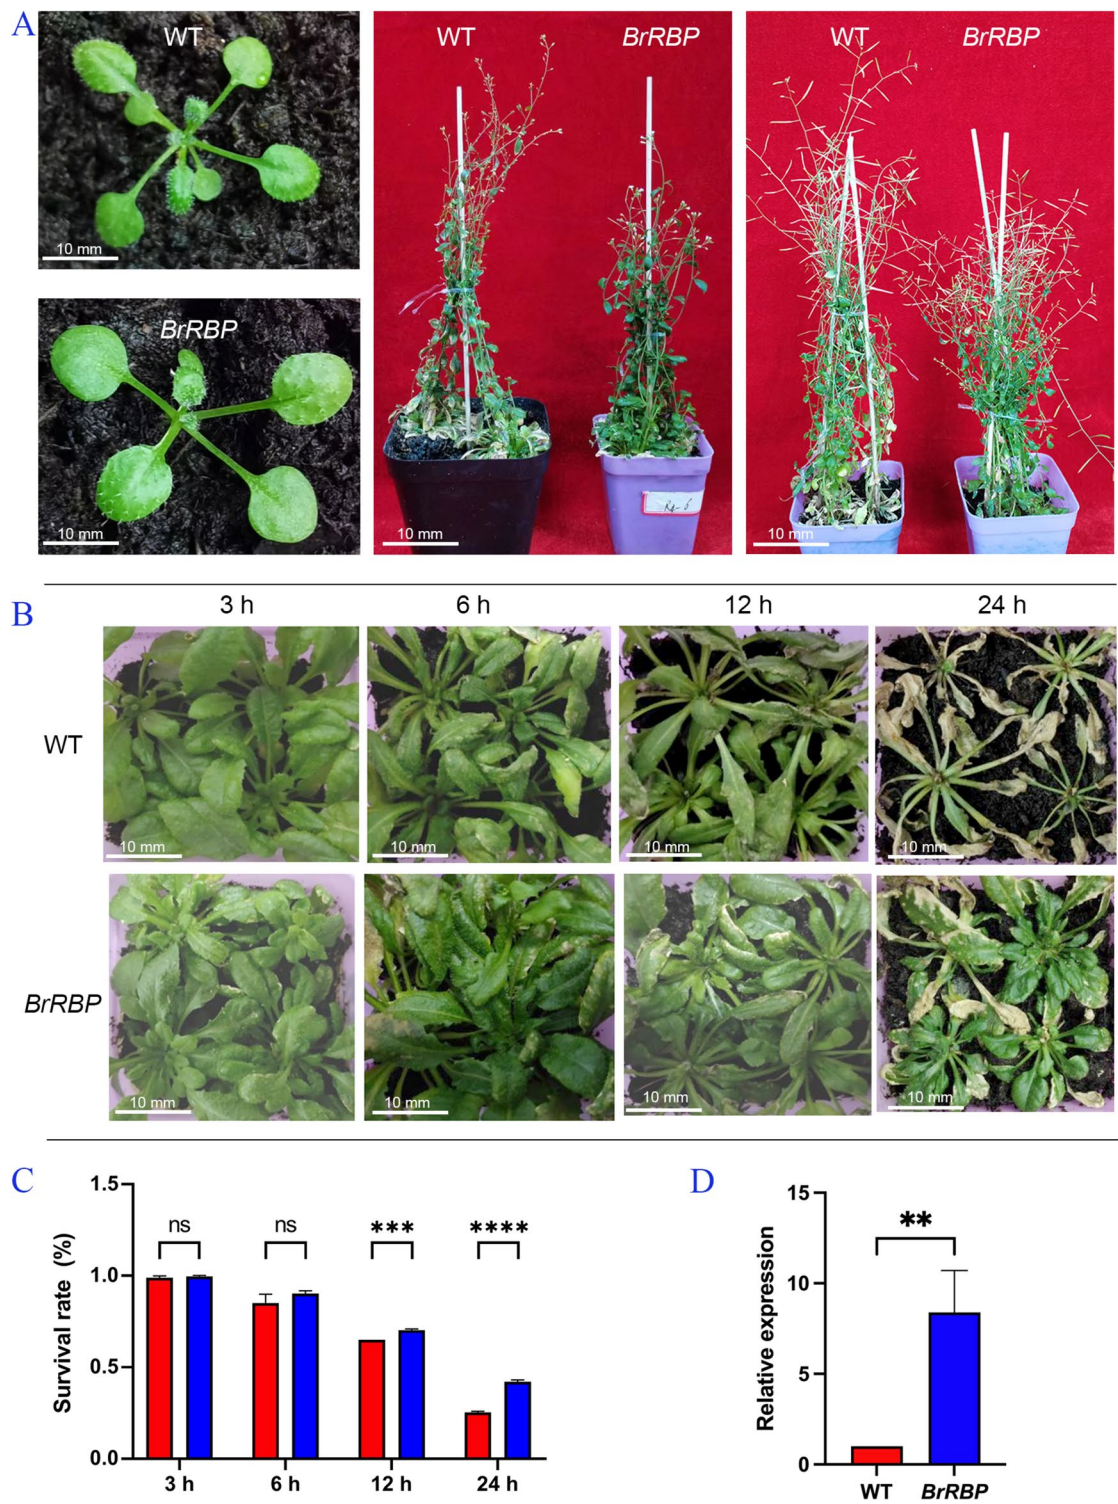 A
WT
10 mm
BrRBP
10 mm
WT
BrRBP
10 mm
WT
BrRBP
10 mm
B
3 h
6 h
12 h
24 h
WT
10 mm
10 mm
10 mm
10 mm
BrRBP
10 mm
10 mm
10 mm
10 mm
C
Survival rate (%)
1.5
1.0
0.5
0.0
ns
ns
***
****
3 h
6 h
12 h
24 h
D
Relative expression
15
10
5
0
**
WT
BrRBP